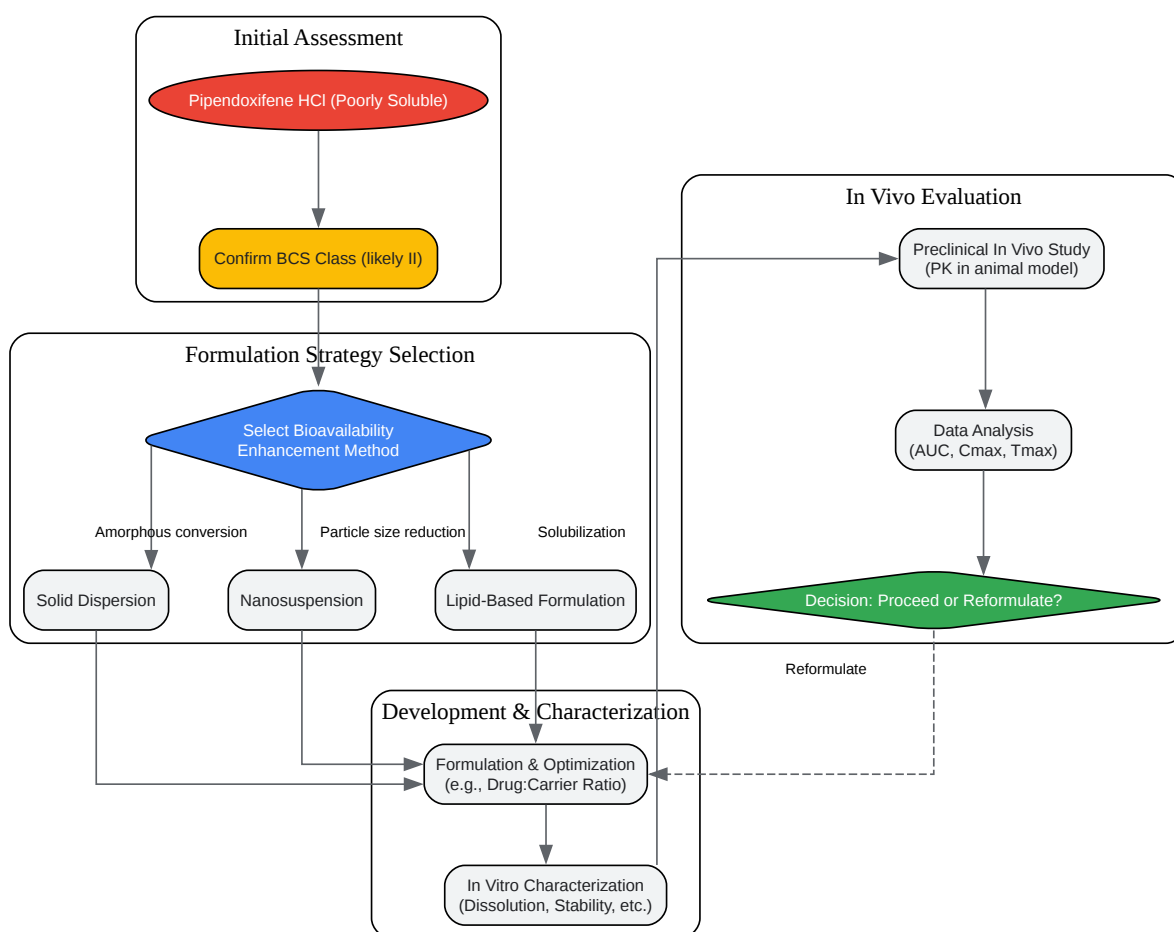 Initial Assessment
Pipendoxifene HCl (Poorly Soluble)
Confirm BCS Class (likely II)
Formulation Strategy Selection
Select Bioavailability
Enhancement Method
Amorphous conversion
Particle size reduction
Solubilization
Solid Dispersion
Nanosuspension
Lipid-Based Formulation
Development & Characterization
Formulation & Optimization
(e.g., Drug:Carrier Ratio)
In Vitro Characterization
(Dissolution, Stability, etc.)
In Vivo Evaluation
Preclinical In Vivo Study
(PK in animal model)
Data Analysis
(AUC, Cmax, Tmax)
Decision: Proceed or Reformulate?
Reformulate